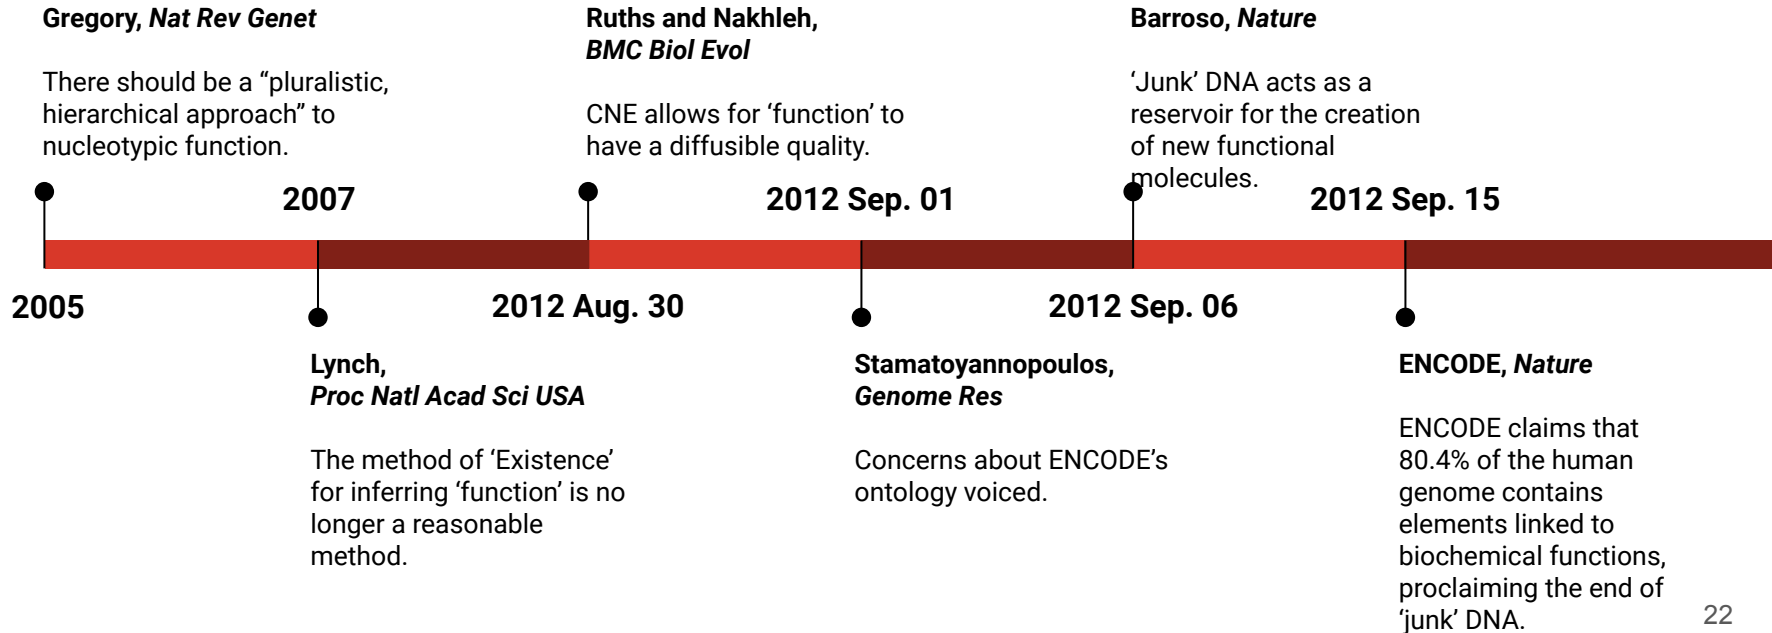 Gregory, Nat Rev Genet
There should be a “pluralistic,
hierarchical approach” to
nucleotypic function.
2005
2007
Lynch,
Proc Natl Acad Sci USA
The method of ‘Existence’
for inferring ‘function’ is no
longer a reasonable
method.
Ruths and Nakhleh,
BMC Biol Evol
CNE allows for ‘function’ to
have a diffusible quality.
2012 Aug. 30
2012 Sep. 01
Stamatoyannopoulos,
Genome Res
Concerns about ENCODE’s
ontology voiced.
Barroso, Nature
‘Junk’ DNA acts as a
reservoir for the creation
of new functional
molecules.
2012 Sep. 06
2012 Sep. 15
ENCODE, Nature
ENCODE claims that
80.4% of the human
genome contains
elements linked to
biochemical functions,
proclaiming the end of
‘junk’ DNA.
22